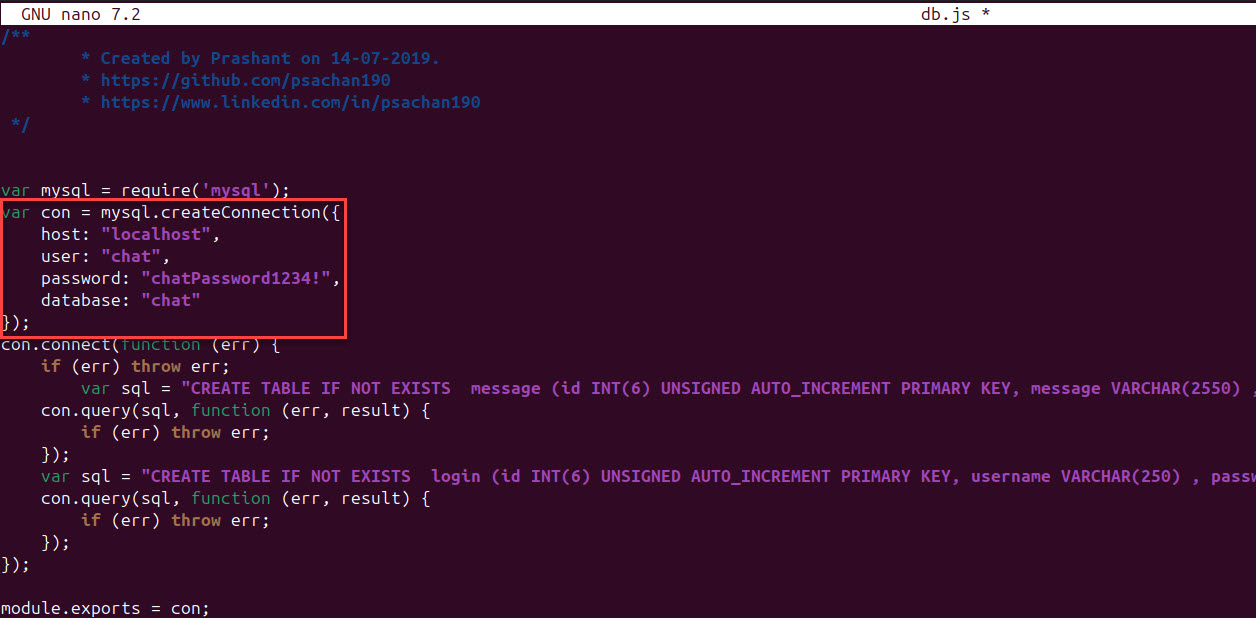 GNU nano 7.2 db.js *
/**
* Created by Prashant on 14-07-2019.
* https://github.com/psachan190
* https://www.linkedin.com/in/psachan190
*/
var mysql = require('mysql');
var con = mysql.createConnection({
host: "localhost",
user: "chat",
password: "chatPassword1234!",
database: "chat"
});
con.connect(function (err) {
if (err) throw err;
var sql = "CREATE TABLE IF NOT EXISTS  message (id INT(6) UNSIGNED AUTO_INCREMENT PRIMARY KEY, message VARCHAR(2550) ,
con.query(sql, function (err, result) {
if (err) throw err;
});
var sql = "CREATE TABLE IF NOT EXISTS  login (id INT(6) UNSIGNED AUTO_INCREMENT PRIMARY KEY, username VARCHAR(250) , passw
con.query(sql, function (err, result) {
if (err) throw err;
});
});
module.exports = con;